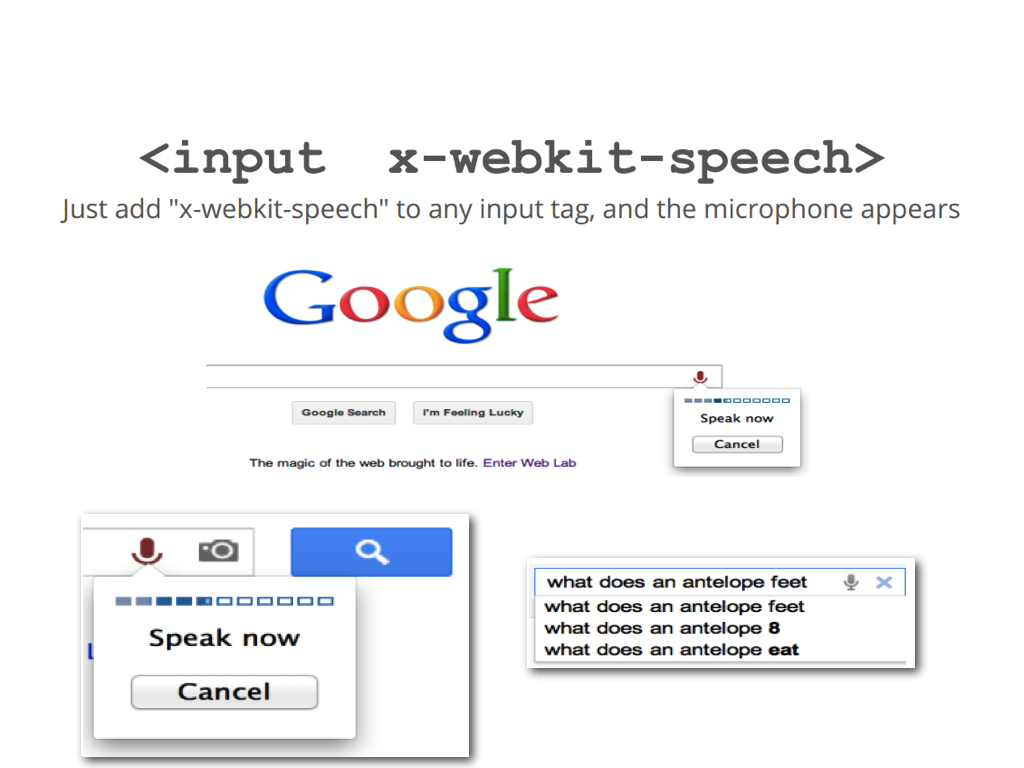 <input  x-webkit-speech>
Just add "x-webkit-speech" to any input tag, and the microphone appears
Google
Google Search I'm Feeling Lucky
Speak now
Cancel
The magic of the web brought to life. Enter Web Lab
Speak now
Cancel
what does an antelope feet
what does an antelope feet
what does an antelope 8
what does an antelope eat